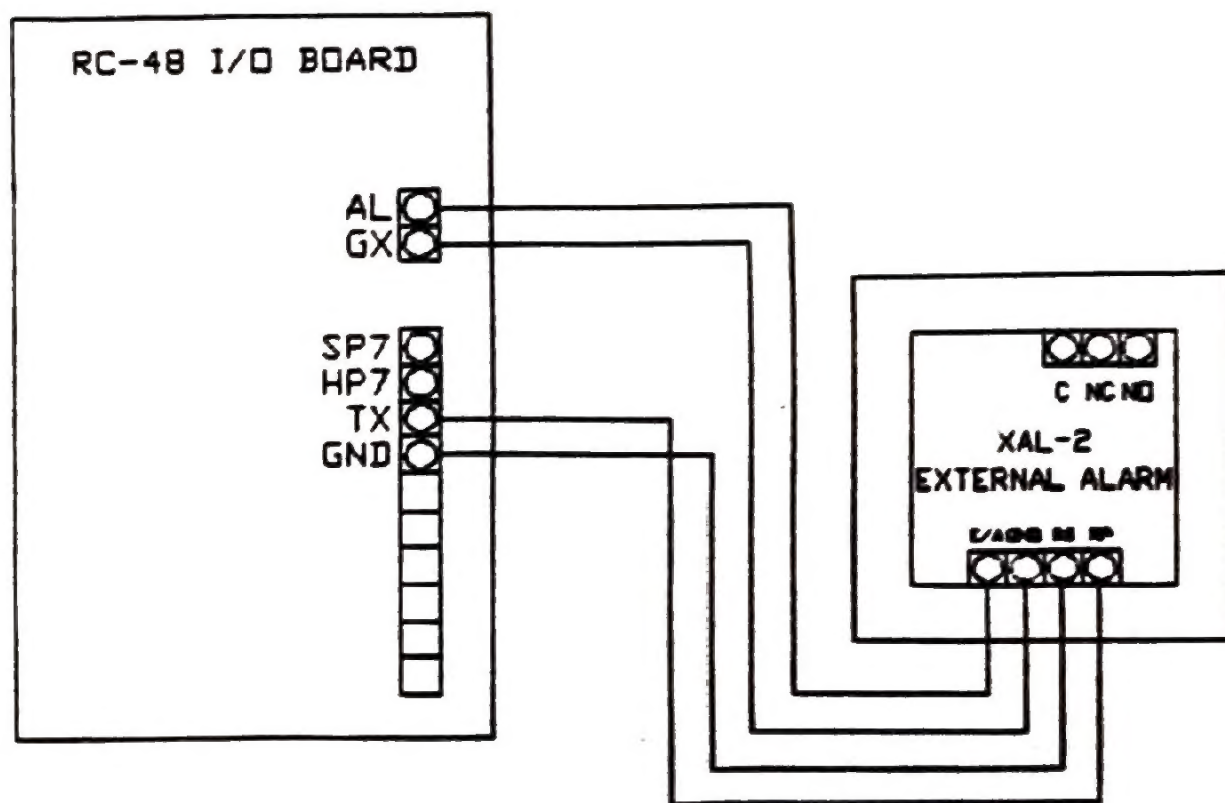 RC-48 I/O BOARD
AL
GX
SP7
HP7
TX
GND
C NC NO
XAL-2
EXTERNAL ALARM